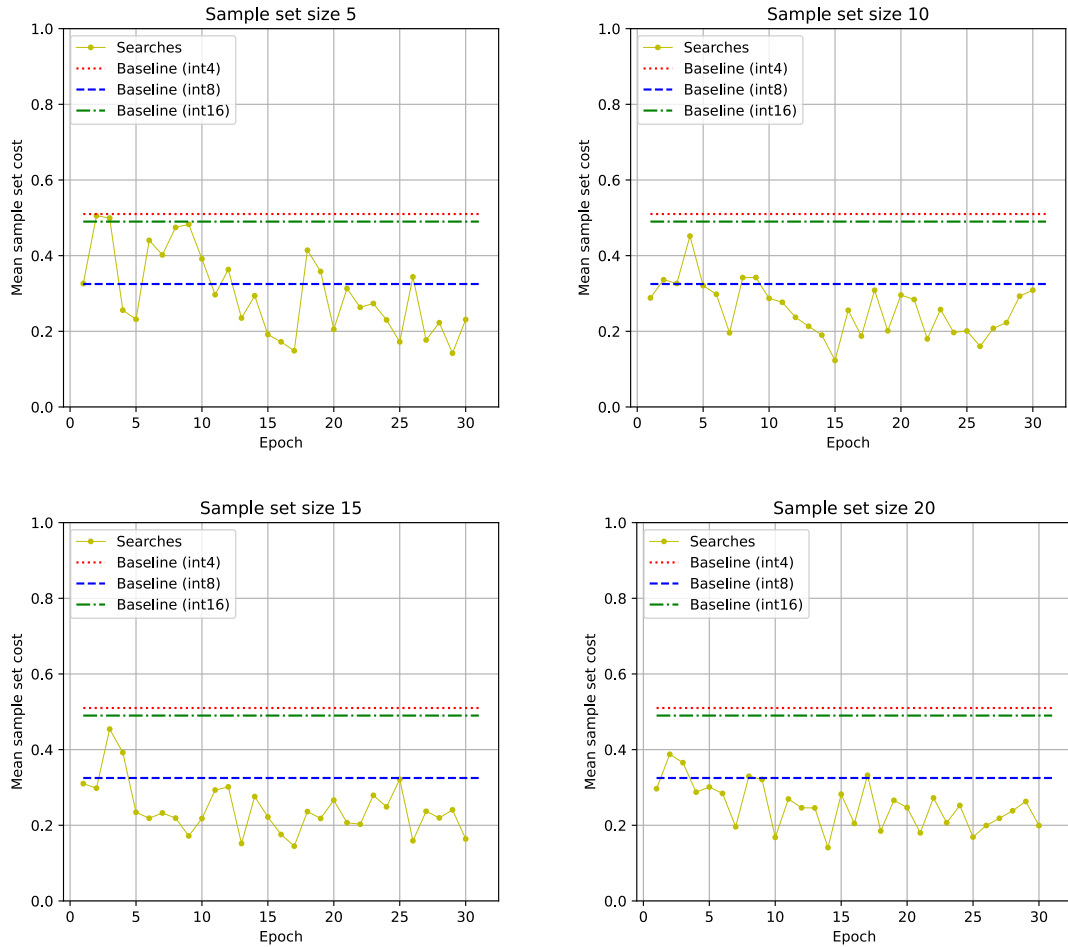 Sample set size 5
1.0
0.8
0.6
0.4
0.2
0.0
Mean sample set cost
Searches
Baseline (int4)
Baseline (int8)
Baseline (int16)
0 5 10 15 20 25 30
Epoch
Sample set size 10
1.0
0.8
0.6
0.4
0.2
0.0
Mean sample set cost
Searches
Baseline (int4)
Baseline (int8)
Baseline (int16)
0 5 10 15 20 25 30
Epoch
Sample set size 15
1.0
0.8
0.6
0.4
0.2
0.0
Mean sample set cost
Searches
Baseline (int4)
Baseline (int8)
Baseline (int16)
0 5 10 15 20 25 30
Epoch
Sample set size 20
1.0
0.8
0.6
0.4
0.2
0.0
Mean sample set cost
Searches
Baseline (int4)
Baseline (int8)
Baseline (int16)
0 5 10 15 20 25 30
Epoch